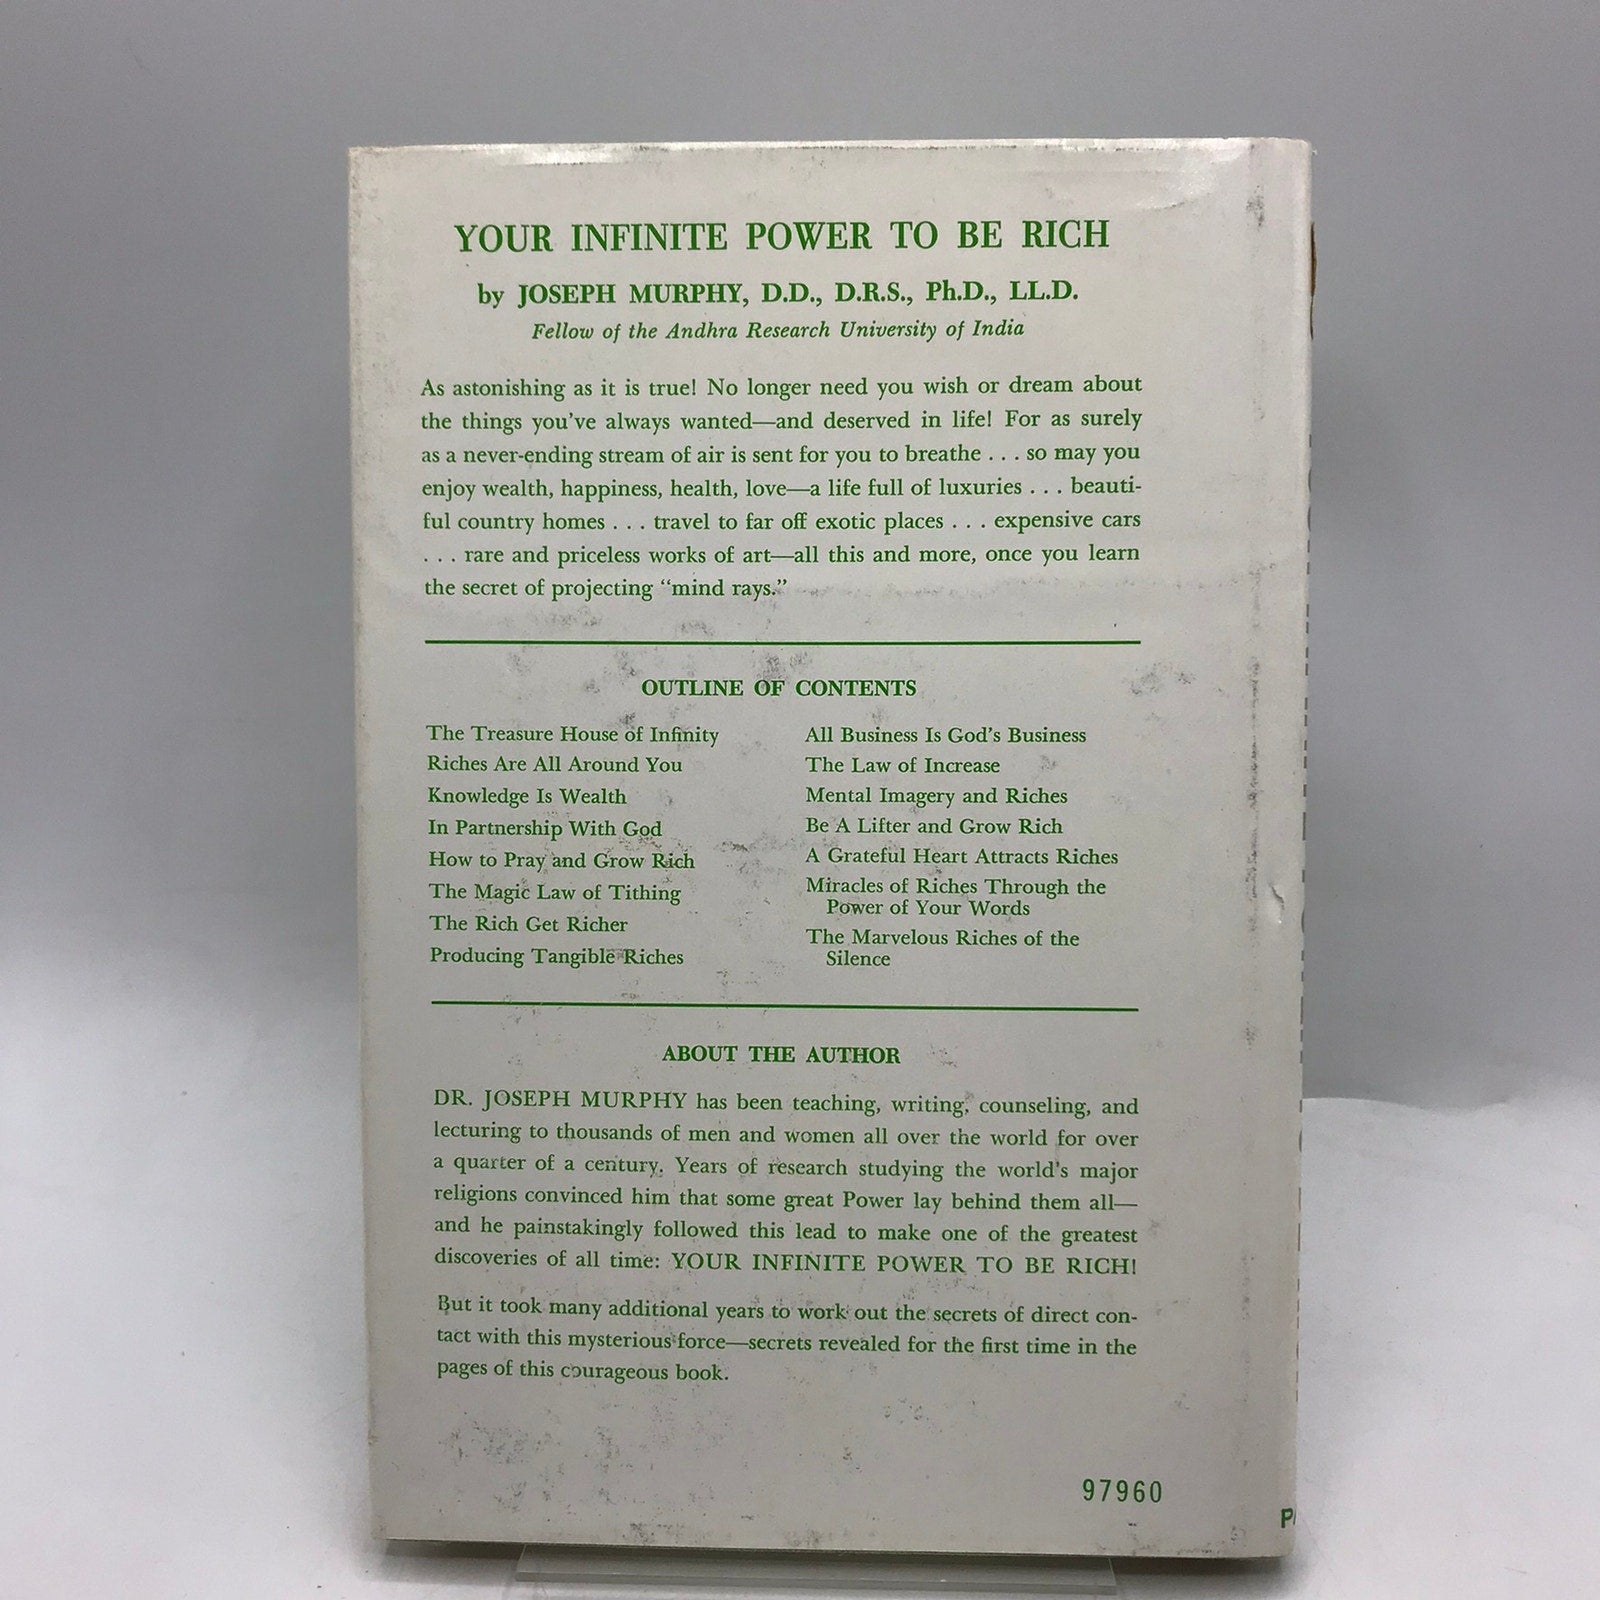 YOUR INFINITE POWER TO BE RICH
by JOSEPH MURPHY, D.D., D.R.S., Ph.D., LL.D.
Fellow of the Andhra Research University of India
As astonishing as it is true! No longer need you wish or dream about
the things you've always wanted—and deserved in life! For as surely
as a never-ending stream of air is sent for you to breathe . . . so may you
enjoy wealth, happiness, health, love—a life full of luxuries . . . beauti-
ful country homes . . . travel to far off exotic places . . . expensive cars
. . . rare and priceless works of art—all this and more, once you learn
the secret of projecting "mind rays."
OUTLINE OF CONTENTS
The Treasure House of Infinity
Riches Are All Around You
Knowledge Is Wealth
In Partnership With God
How to Pray and Grow Rich
The Magic Law of Tithing
The Rich Get Richer
Producing Tangible Riches
All Business Is God's Business
The Law of Increase
Mental Imagery and Riches
Be A Lifter and Grow Rich
A Grateful Heart Attracts Riches
Miracles of Riches Through the
Power of Your Words
The Marvelous Riches of the
Silence
ABOUT THE AUTHOR
DR. JOSEPH MURPHY has been teaching, writing, counseling, and
lecturing to thousands of men and women all over the world for over
a quarter of a century. Years of research studying the world's major
religions convinced him that some great Power lay behind them all—
and he painstakingly followed this lead to make one of the greatest
discoveries of all time: YOUR INFINITE POWER TO BE RICH!
But it took many additional years to work out the secrets of direct con-
tact with this mysterious force—secrets revealed for the first time in the
pages of this courageous book.
97960